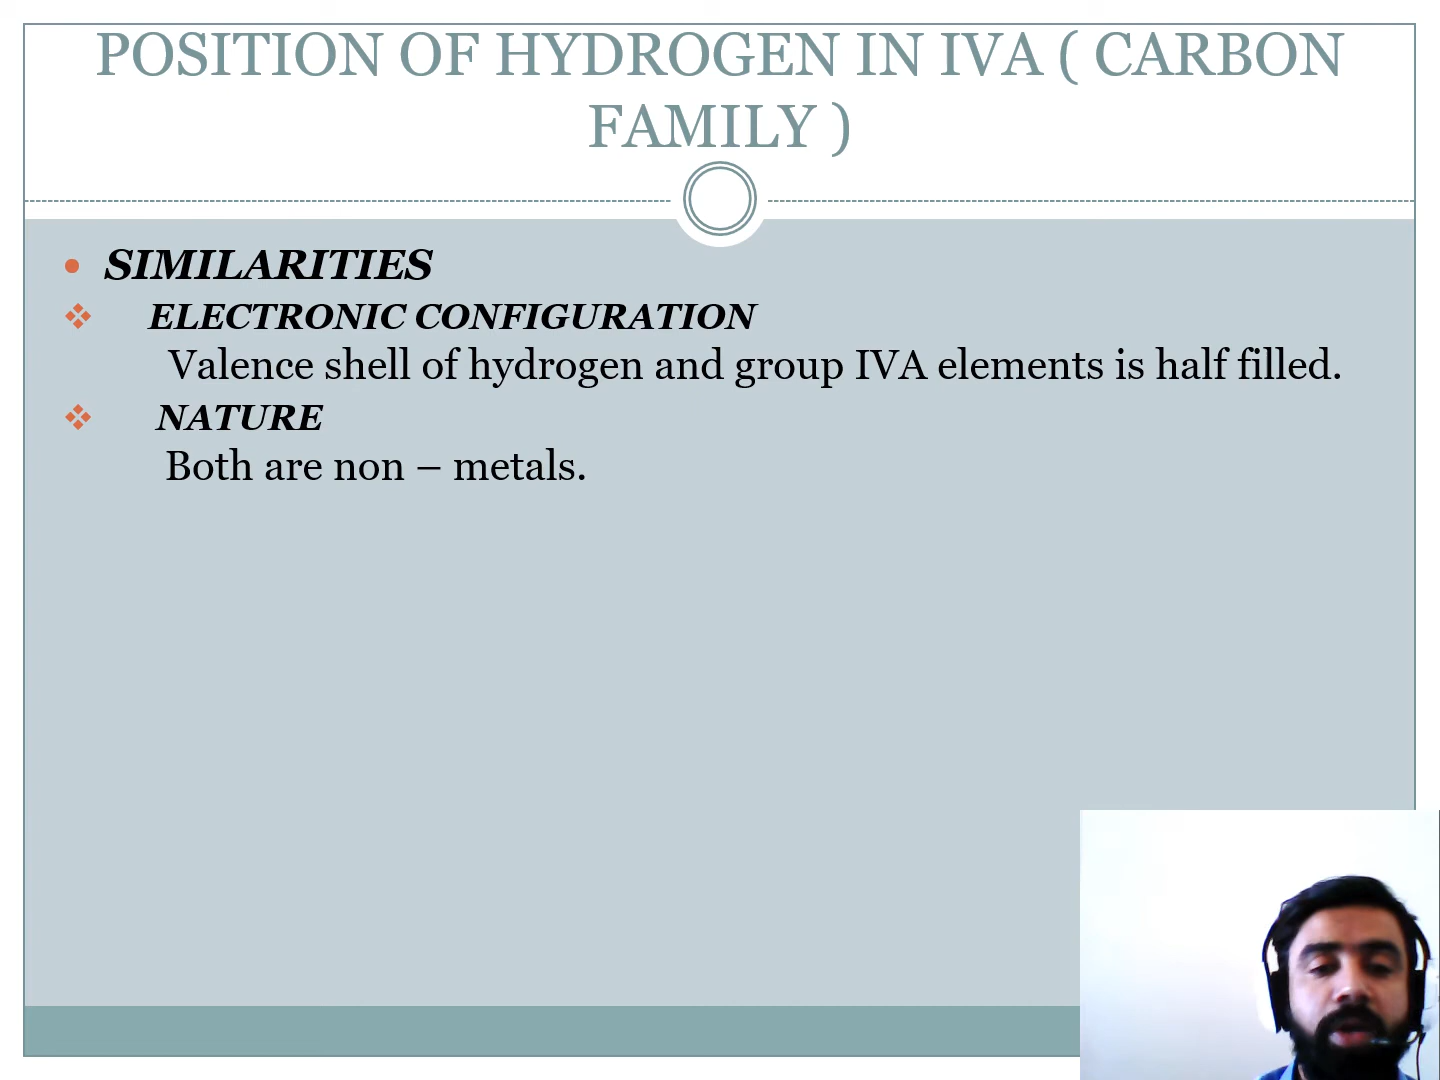 POSITION OF HYDROGEN IN IVA ( CARBON
FAMILY )
SIMILARITIES
ELECTRONIC CONFIGURATION
Valence shell of hydrogen and group IVA elements is half filled.
NATURE
Both are non – metals.